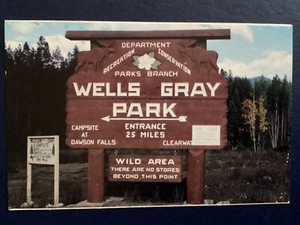 DEPARTMENT
RECREATION CONSERVATION
PARKS BRANCH
WELLS GRAY
PARK
CAMPSITE
AT
DAWSON FALLS
ENTRANCE
25 MILES
CLEARWATER
WILD AREA
THERE ARE NO STORES
BEYOND THIS POINT